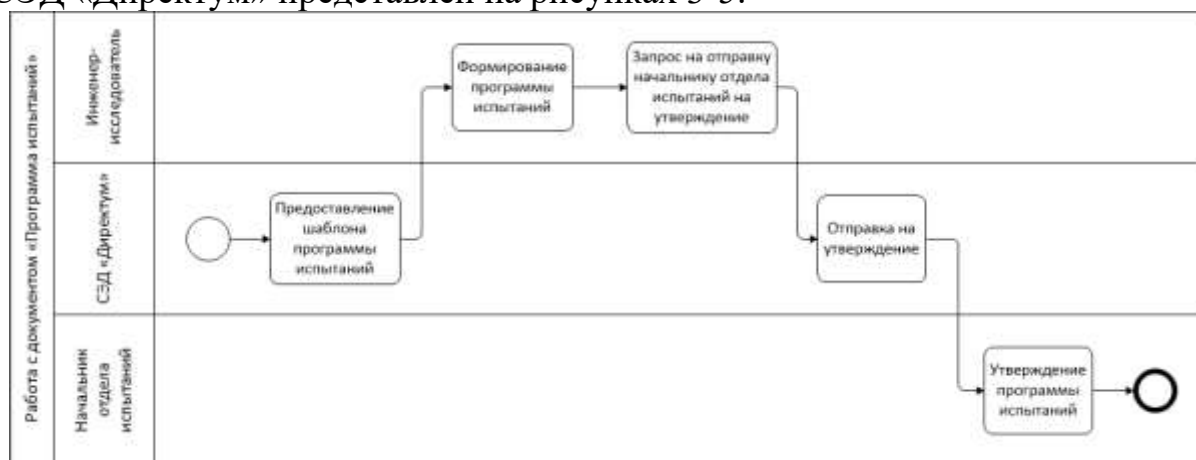 СЭД «Директум» представлен на рисунках 3-5.
Работа с документом «Программа испытаний»
Инженер-
исследователь
Формирование
программы
испытаний
Запрос на отправку
начальнику отдела
испытаний на
утверждение
СЭД «Директум»
Предоставление
шаблона
программы
испытаний
Отправка на
утверждение
Начальник
отдела
испытаний
Утверждение
программы
испытаний